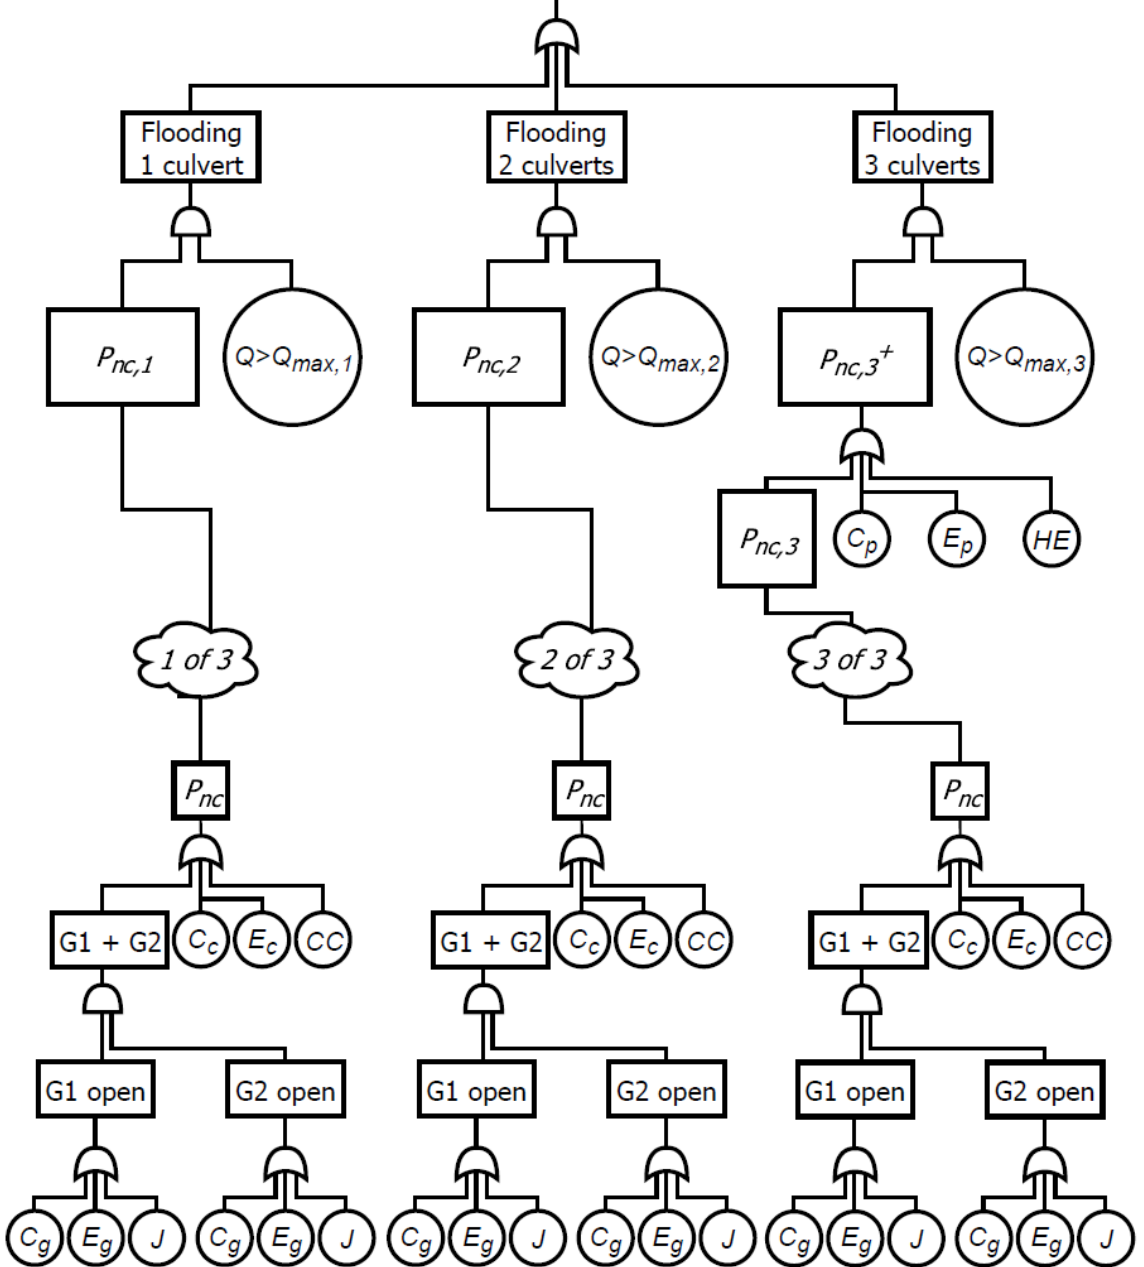 Flooding
1 culvert
Flooding
2 culverts
Flooding
3 culverts
Pnc,1
Q>Qmax,1
Pnc,2
Q>Qmax,2
Pnc,3+
Q>Qmax,3
Pnc,3
Cp
Ep
HE
1 of 3
2 of 3
3 of 3
Pnc
Pnc
Pnc
G1 + G2
Cc
Ec
CC
G1 + G2
Cc
Ec
CC
G1 + G2
Cc
Ec
CC
G1 open
G2 open
G1 open
G2 open
G1 open
G2 open
Cg
Eg
J
Cg
Eg
J
Cg
Eg
J
Cg
Eg
J
Cg
Eg
J
Cg
Eg
J